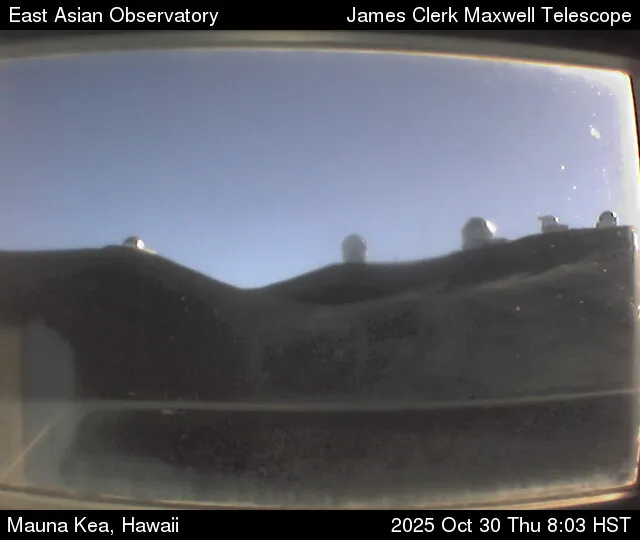 East Asian Observatory
James Clerk Maxwell Telescope
Mauna Kea, Hawaii
2025 Oct 30 Thu 8:03 HST